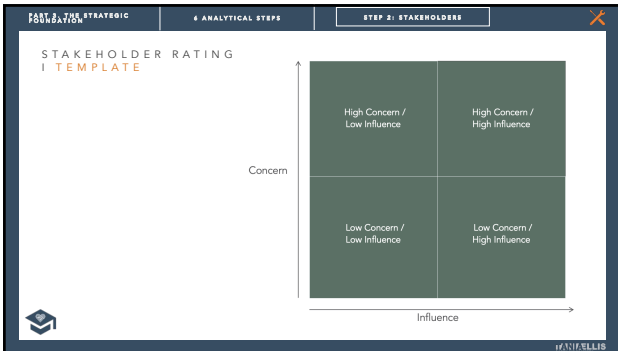 PART 3. THE STRATEGIC
FOUNDATION
6 ANALYTICAL STEPS
STEP 2: STAKEHOLDERS
STAKEHOLDER RATING
| TEMPLATE
High Concern /
Low Influence
High Concern /
High Influence
Concern
Low Concern /
Low Influence
Low Concern /
High Influence
Influence
TANIAELLIS